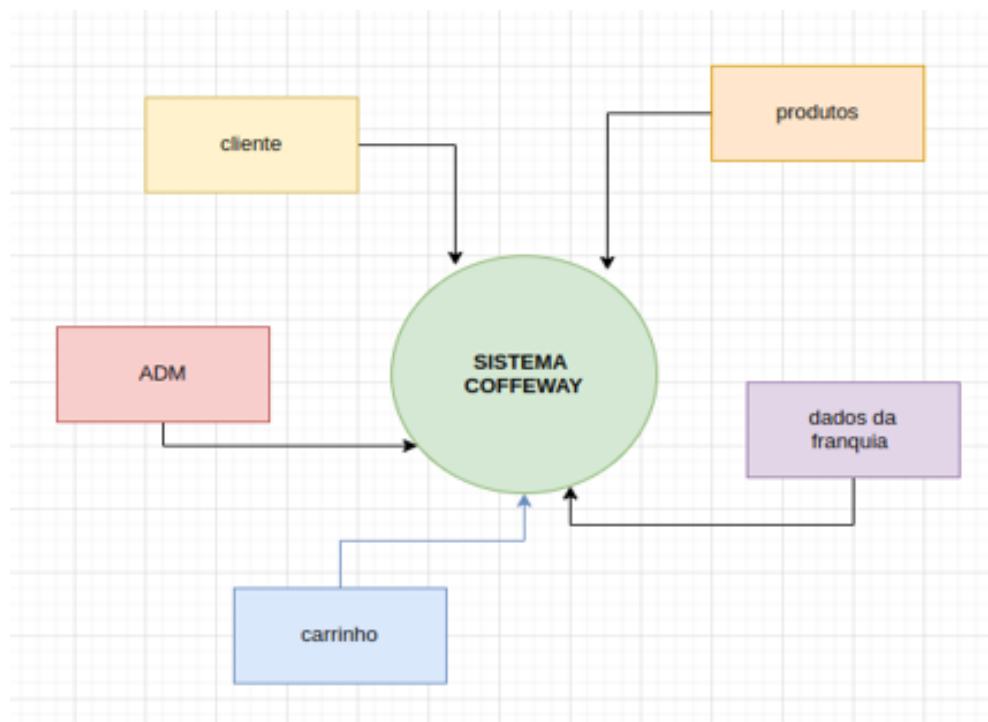 produtos
cliente
SISTEMA
COFFEWAY
ADM
dados da
franquia
carrinho